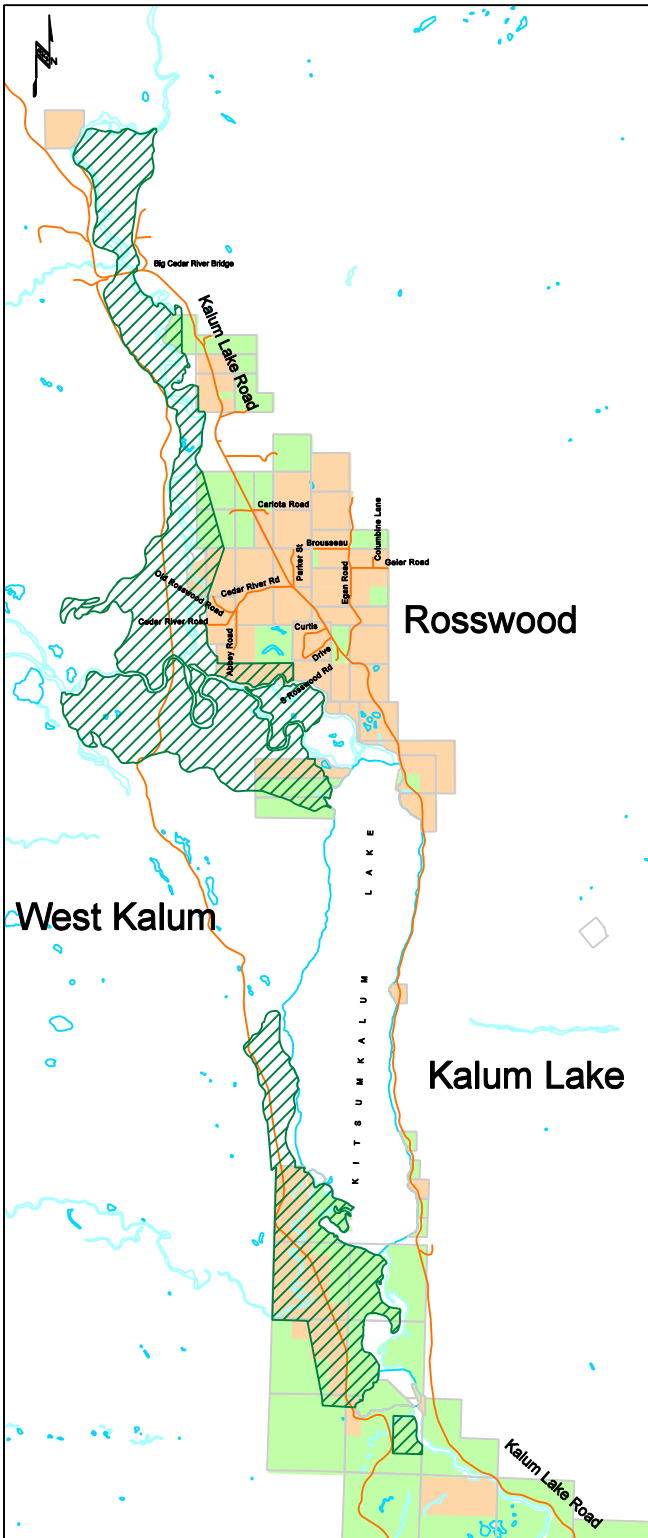 N
Big Cedar River Bridge
Kalum Lake Road
Carlota Road
Columbine Lane
Brousseau
Parker St
Geier Road
Egan Road
Old Rosswood Road
Cedar River Rd
Rosswood
Cedar River Road
Curtis
Drive
Abbey Road
S Rosswood Rd
West Kalum
KITSUMKALUM LAKE
Kalum Lake
Kalum Lake Road